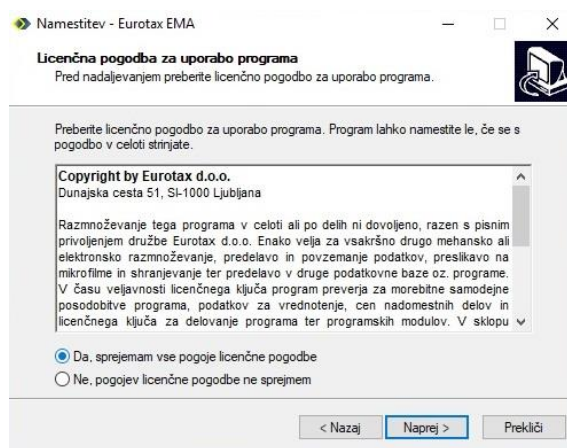 Namestitev - Eurotax EMA
Licenčna pogodba za uporabo programa
Pred nadaljevanjem preberite licenčno pogodbo za uporabo programa.
Preberite licenčno pogodbo za uporabo programa. Program lahko namestite le, če se s
pogodbo v celoti strinjate.
Copyright by Eurotax d.o.o.
Dunajska cesta 51, SI-1000 Ljubljana
Razmnoževanje tega programa v celoti ali po delih ni dovoljeno, razen s pisnim
privoljenjem družbe Eurotax d.o.o. Enako velja za vsakršno drugo mehansko ali
elektronsko razmnoževanje, predelavo in povzemanje podatkov, preslikavo na
mikrofilme in shranjevanje ter predelavo v druge podatkovne baze oz. programe.
V času veljavnosti licenčnega ključa program preverja za morebitne samodejne
posodobitve programa, podatkov za vrednotenje, cen nadomestnih delov in
licenčnega ključa za delovanje programa ter programskih modulov. V sklopu
Da, sprejemam vse pogoje licenčne pogodbe
Ne, pogojev licenčne pogodbe ne sprejmem
< Nazaj
Naprej >
Prekliči